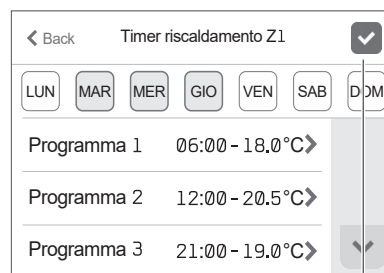 Back Timer riscaldamento Z1
LUN MAR MER GIO VEN SAB DOM
Programma 1 06:00 - 18.0°C
Programma 2 12:00 - 20.5°C
Programma 3 21:00 - 19.0°C